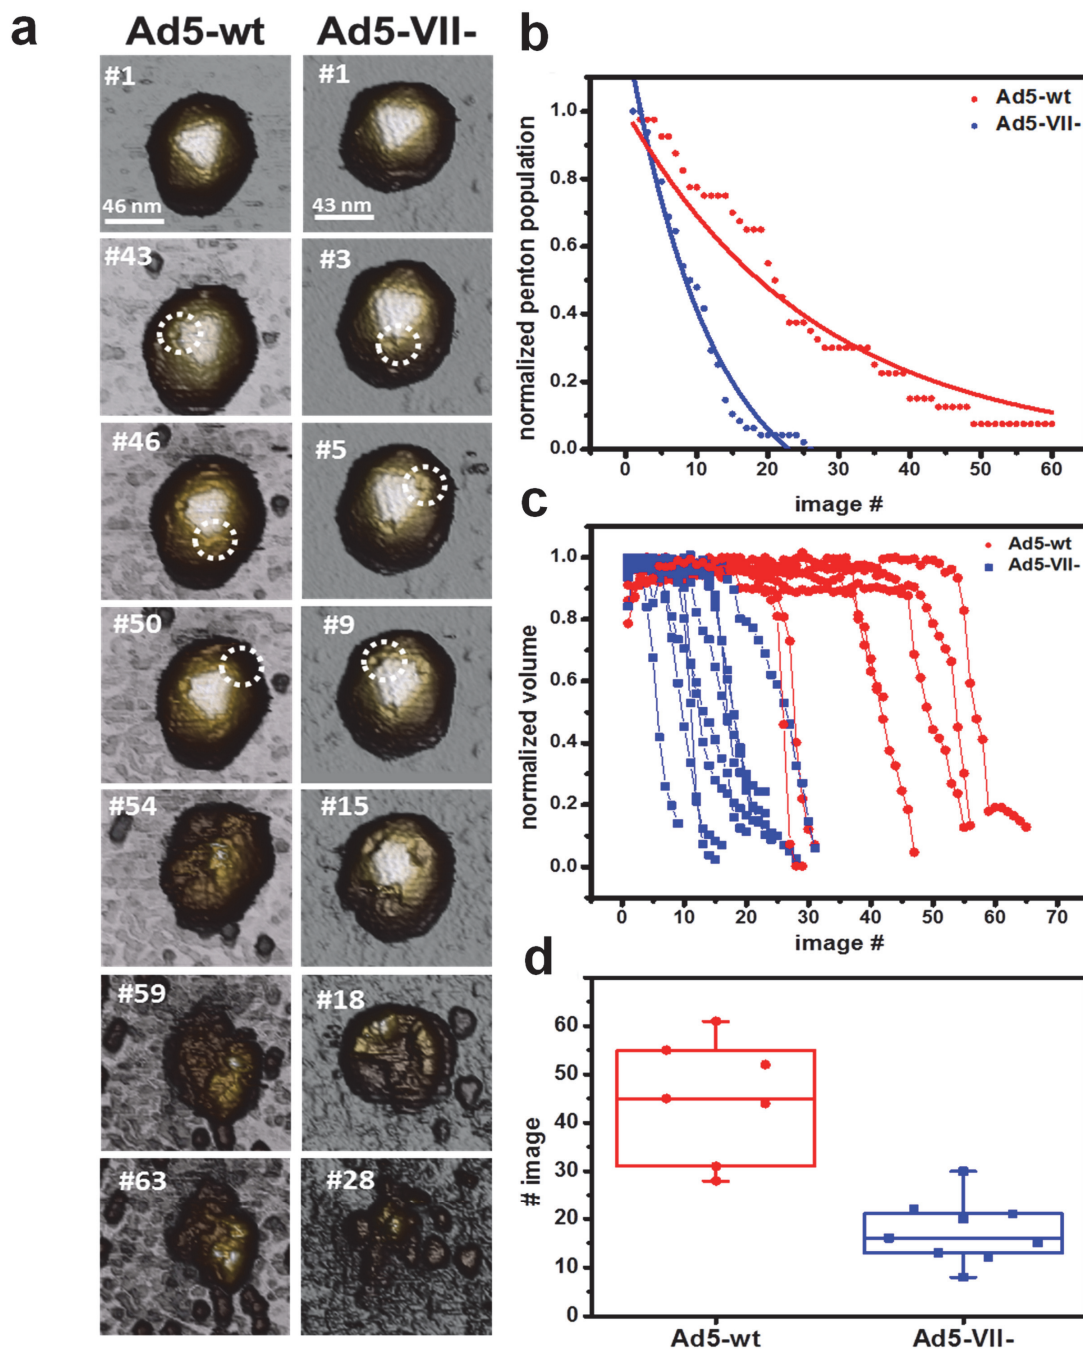 a
Ad5-wt Ad5-VII-
#1 #1
46 nm 43 nm
#43 #3
#46 #5
#50 #9
#54 #15
#59 #18
#63 #28
b
Ad5-wt
Ad5-VII-
normalized penton population
1.0
0.8
0.6
0.4
0.2
0.0
0 10 20 30 40 50 60
image #
c
Ad5-wt
Ad5-VII-
normalized volume
1.0
0.8
0.6
0.4
0.2
0.0
0 10 20 30 40 50 60 70
image #
d
# image
60
50
40
30
20
10
0
Ad5-wt Ad5-VII-